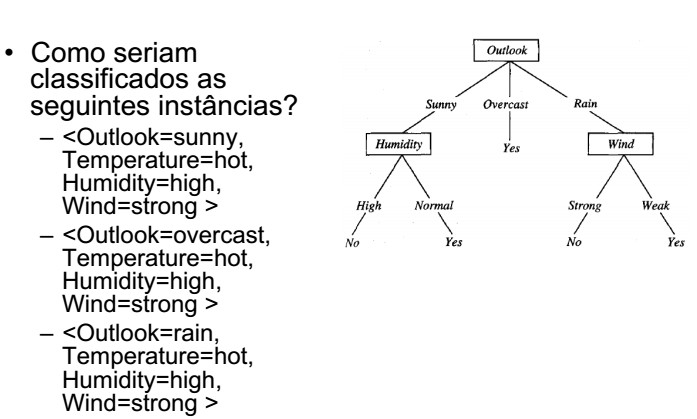 • Como seriam
classificados as
seguintes instâncias?
– <Outlook=sunny,
Temperature=hot,
Humidity=high,
Wind=strong >
– <Outlook=overcast,
Temperature=hot,
Humidity=high,
Wind=strong >
– <Outlook=rain,
Temperature=hot,
Humidity=high,
Wind=strong >
Outlook
Sunny Overcast Rain
Humidity Yes Wind
High Normal Strong Weak
No Yes No Yes